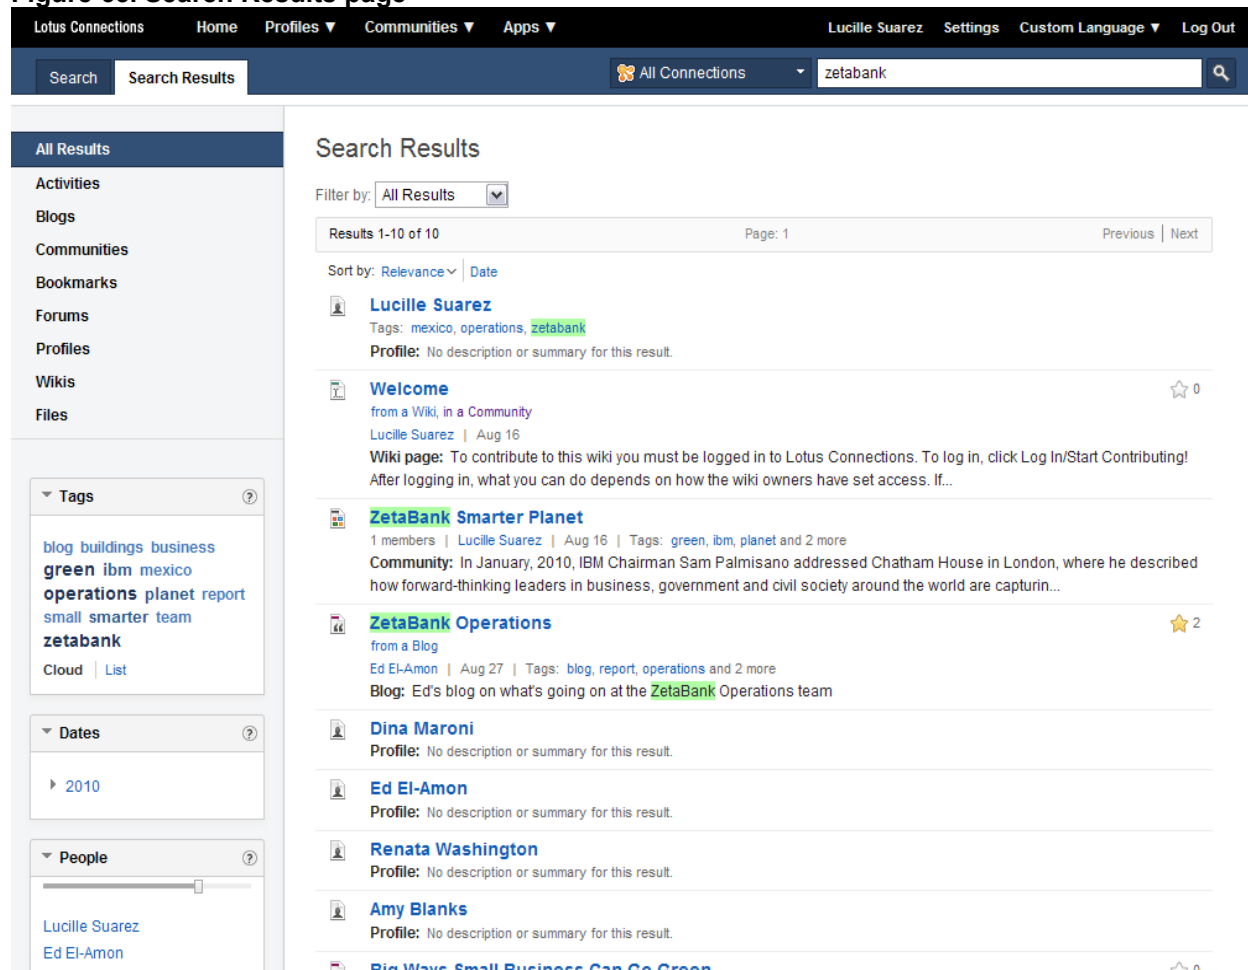 Figure 68. Search Results page
Lotus Connections Home Profiles ▼ Communities ▼ Apps ▼ Lucille Suarez Settings Custom Language ▼ Log Out
Search Search Results All Connections zetabank
All Results
Activities
Blogs
Communities
Bookmarks
Forums
Profiles
Wikis
Files
Tags
blog buildings business
green ibm mexico
operations planet report
small smarter team
zetabank
Cloud | List
Dates
2010
People
Lucille Suarez
Ed El-Amon
Search Results
Filter by: All Results
Results 1-10 of 10 Page: 1 Previous | Next
Sort by: Relevance | Date
Lucille Suarez
Tags: mexico, operations, zetabank
Profile: No description or summary for this result.
Welcome 0
from a Wiki, in a Community
Lucille Suarez | Aug 16
Wiki page: To contribute to this wiki you must be logged in to Lotus Connections. To log in, click Log In/Start Contributing!
After logging in, what you can do depends on how the wiki owners have set access. If...
ZetaBank Smarter Planet
1 members | Lucille Suarez | Aug 16 | Tags: green, ibm, planet and 2 more
Community: In January, 2010, IBM Chairman Sam Palmisano addressed Chatham House in London, where he described
how forward-thinking leaders in business, government and civil society around the world are capturin...
ZetaBank Operations 2
from a Blog
Ed El-Amon | Aug 27 | Tags: blog, report, operations and 2 more
Blog: Ed's blog on what's going on at the ZetaBank Operations team
Dina Maroni
Profile: No description or summary for this result.
Ed El-Amon
Profile: No description or summary for this result.
Renata Washington
Profile: No description or summary for this result.
Amy Blanks
Profile: No description or summary for this result.
Big Ways Small Business Can Go Green 0